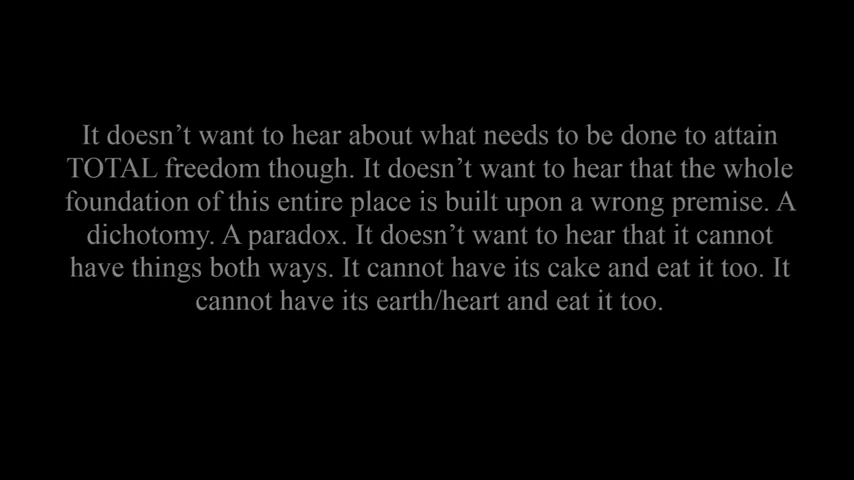 It doesn’t want to hear about what needs to be done to attain
TOTAL freedom though. It doesn’t want to hear that the whole
foundation of this entire place is built upon a wrong premise. A
dichotomy. A paradox. It doesn’t want to hear that it cannot
have things both ways. It cannot have its cake and eat it too. It
cannot have its earth/heart and eat it too.